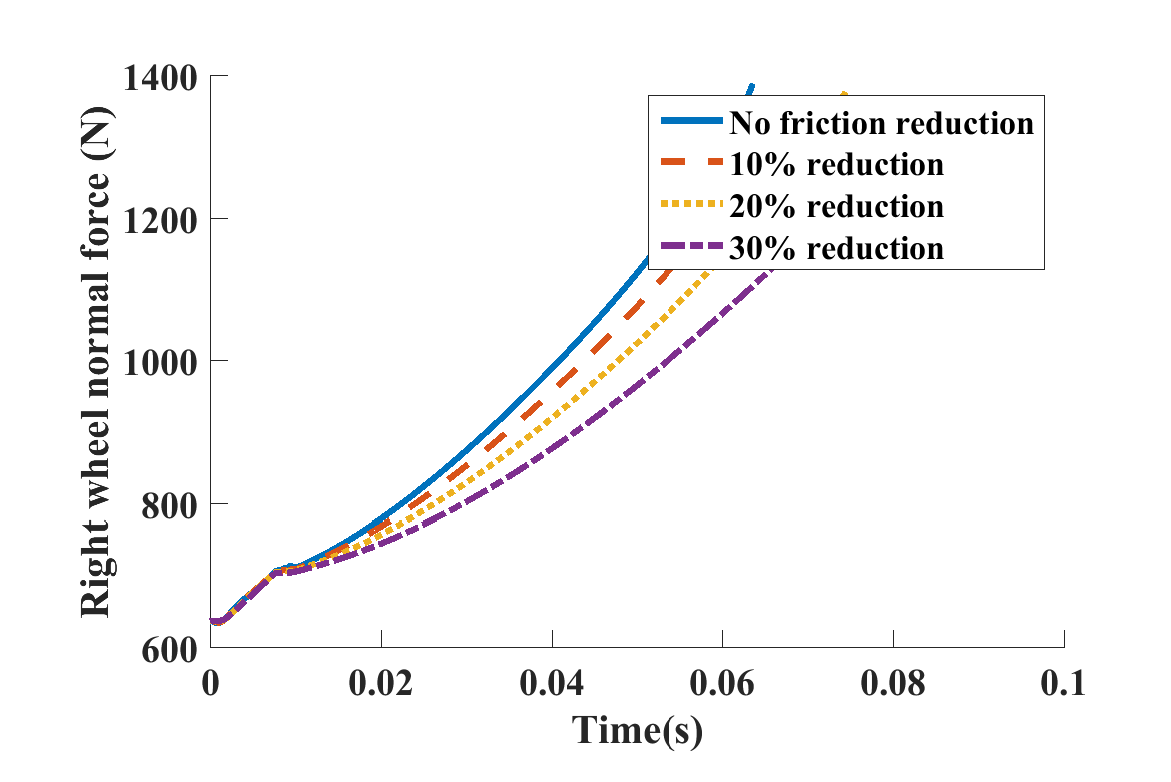 Right wheel normal force (N)
1400
1200
1000
800
600
No friction reduction
10% reduction
20% reduction
30% reduction
0 0.02 0.04 0.06 0.08 0.1
Time(s)